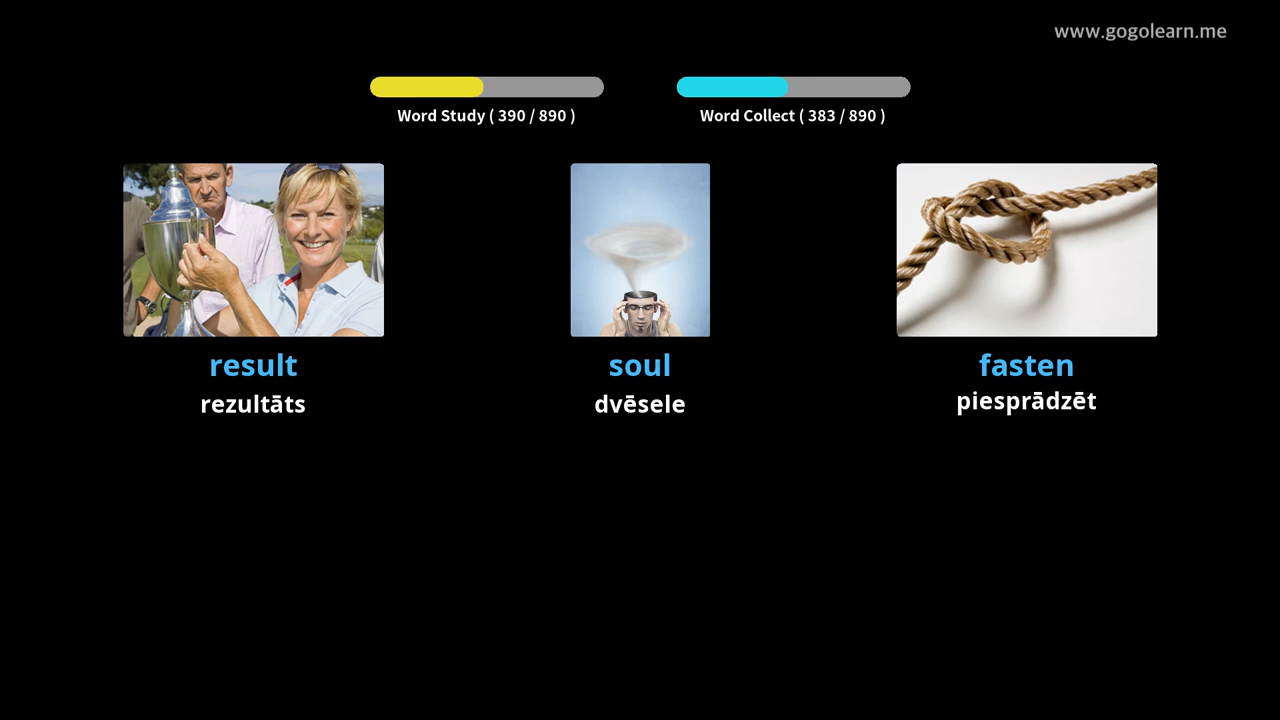 www.gogolearn.me
Word Study ( 390 / 890 )
Word Collect ( 383 / 890 )
result
rezultāts
soul
dvēsele
fasten
piesprādzēt